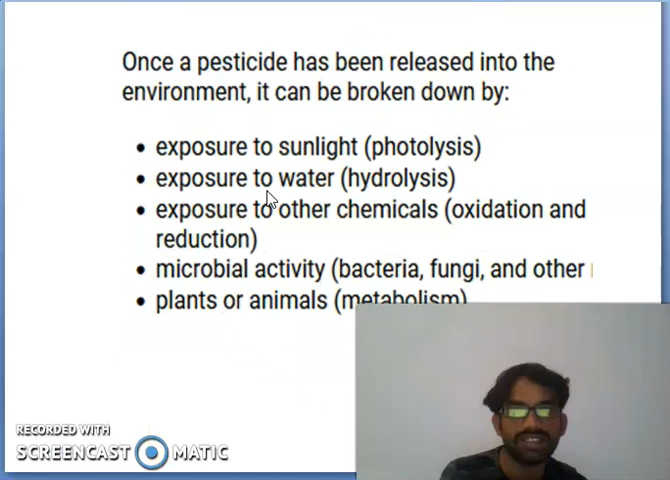 Once a pesticide has been released into the
environment, it can be broken down by:
• exposure to sunlight (photolysis)
• exposure to water (hydrolysis)
• exposure to other chemicals (oxidation and
reduction)
• microbial activity (bacteria, fungi, and other
• plants or animals (metabolism)
RECORDED WITH
SCREENCAST MATIC